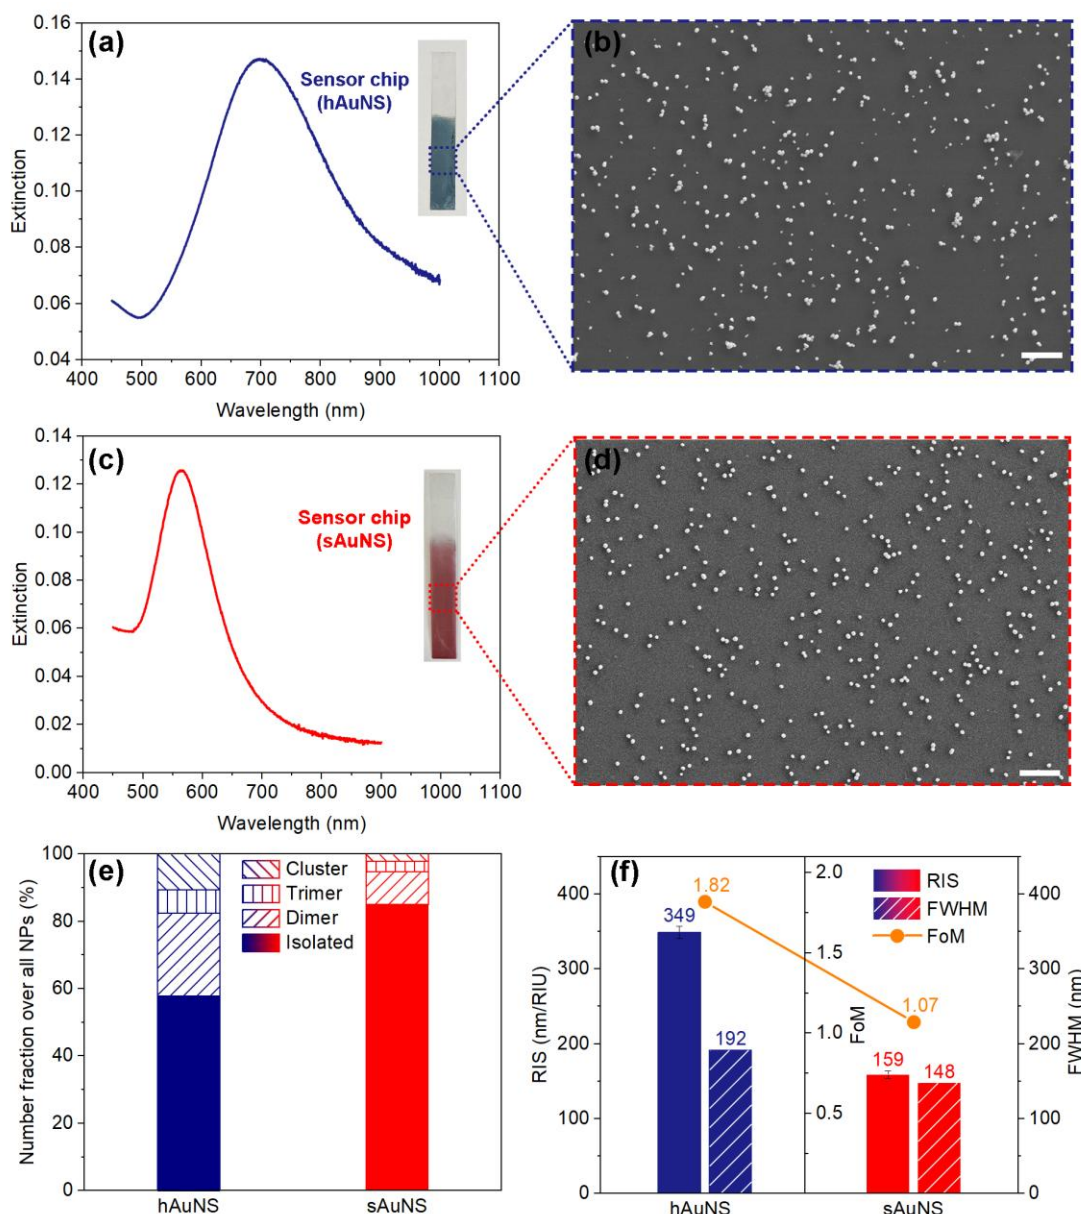 (a)
0.16
0.14
0.12
0.10
0.08
0.06
0.04
Extinction
Sensor chip
(hAuNS)
400 500 600 700 800 900 1000 1100
Wavelength (nm)
(b)
(c)
0.14
0.12
0.10
0.08
0.06
0.04
0.02
0.00
Extinction
Sensor chip
(sAuNS)
400 500 600 700 800 900 1000 1100
Wavelength (nm)
(d)
(e)
100
80
60
40
20
0
Number fraction over all NPs (%)
Cluster
Trimer
Dimer
Isolated
hAuNS sAuNS
(f)
400
300
200
100
0
RIS (nm/RIU)
2.0
1.5
1.0
0.5
FoM
400
300
200
100
0
FWHM (nm)
RIS
FWHM
FoM
1.82
349
192
1.07
159
148
hAuNS sAuNS